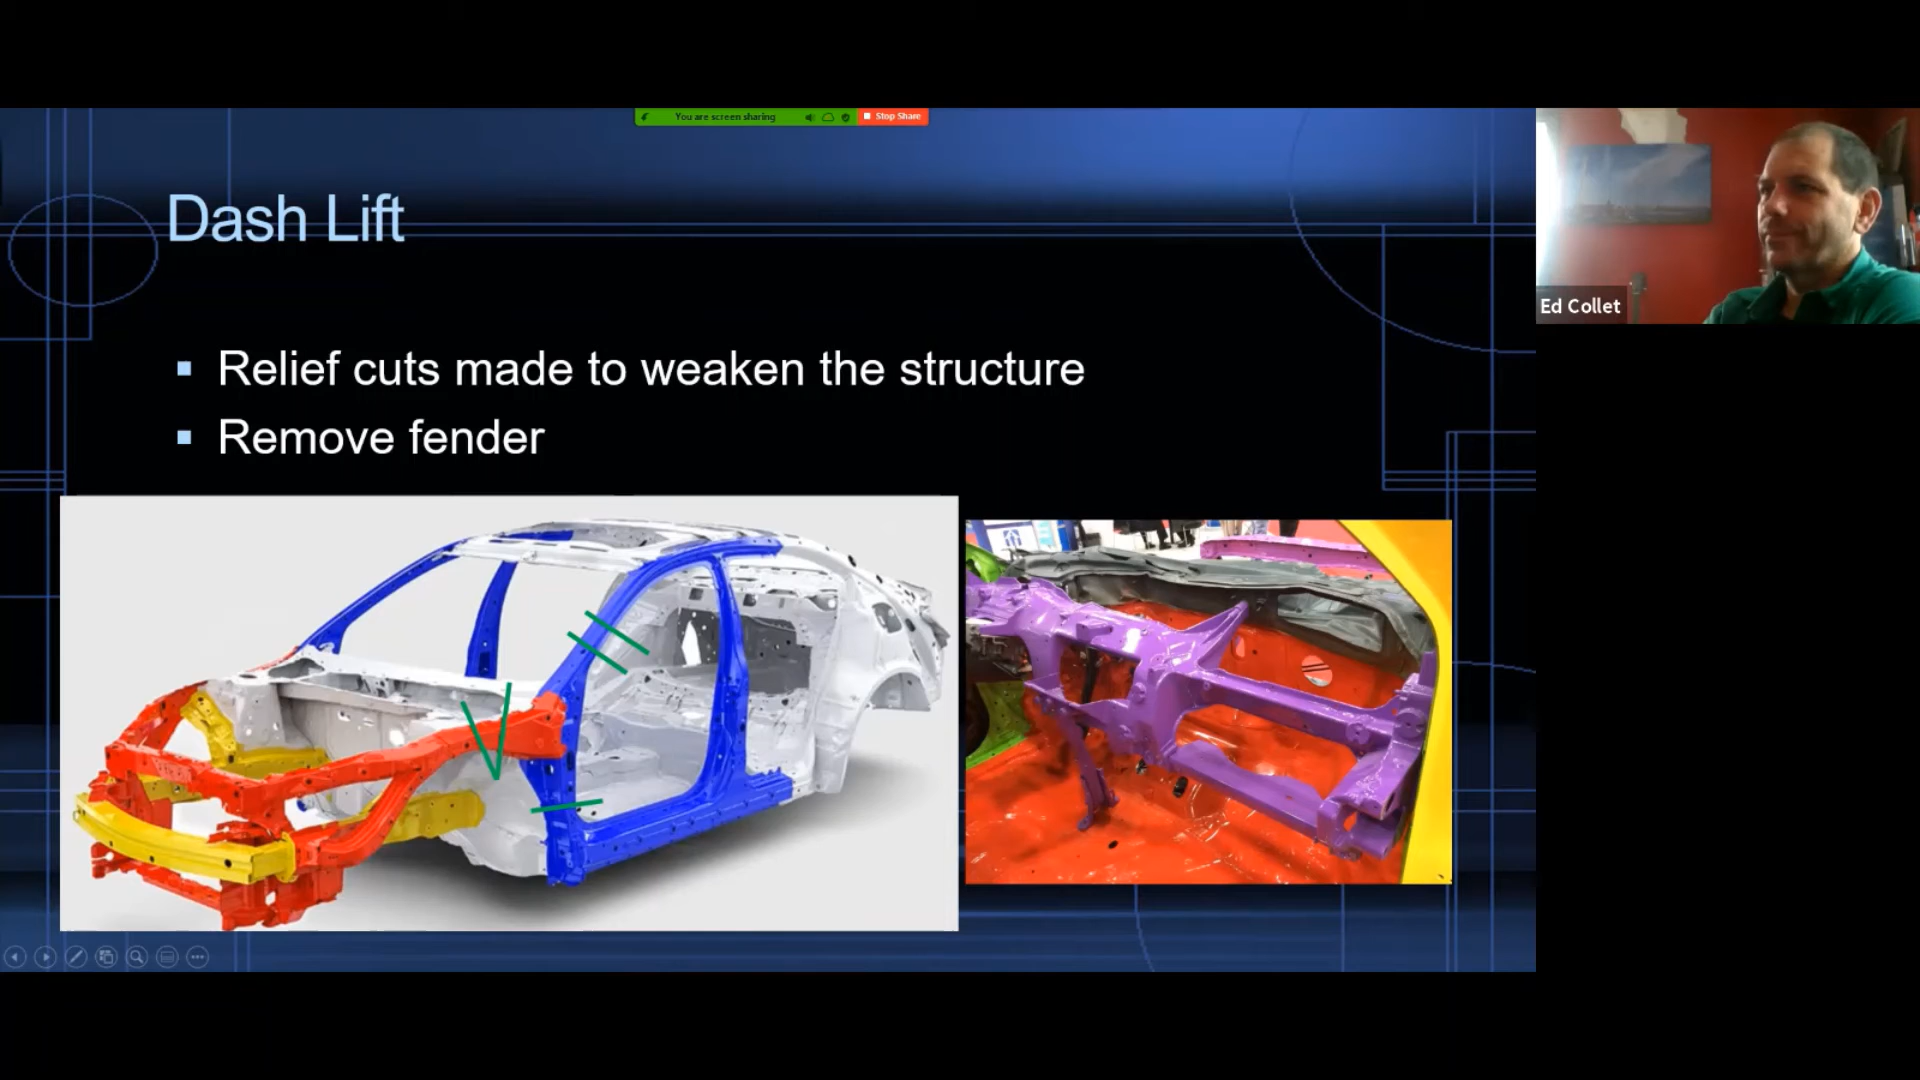 You are screen sharing
Stop Share
Dash Lift
Ed Collet
Relief cuts made to weaken the structure
Remove fender